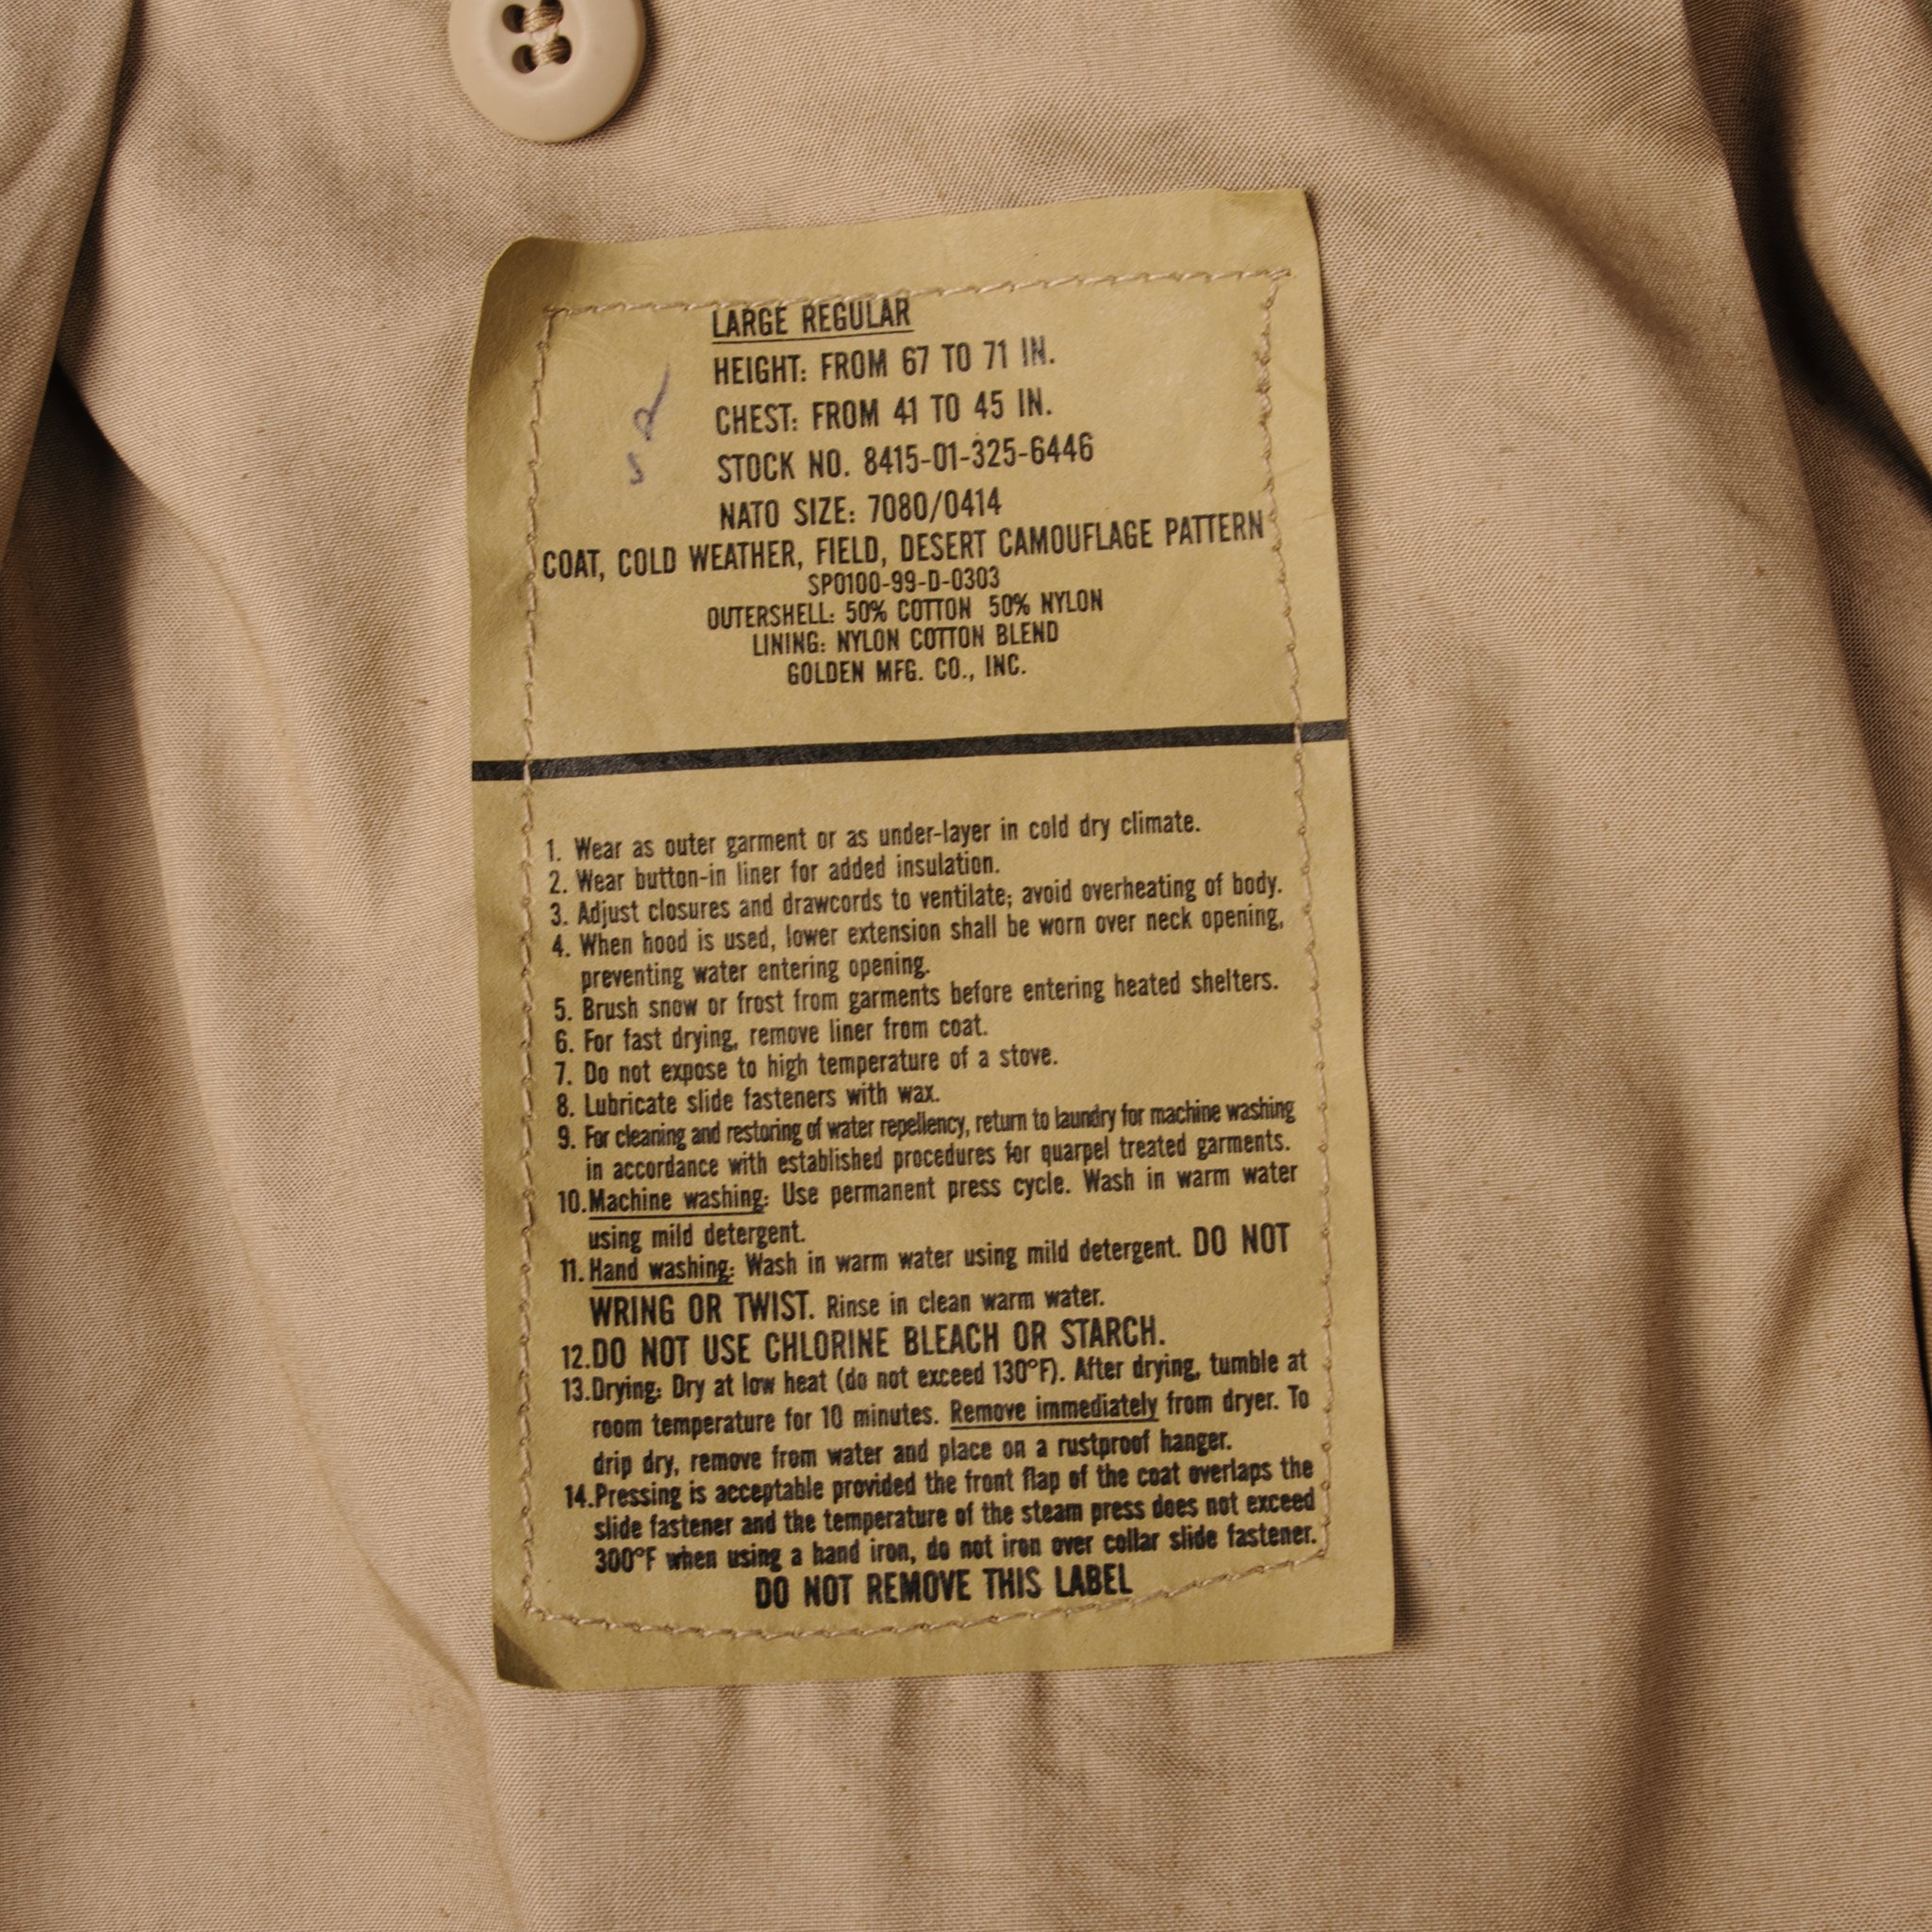 LARGE REGULAR
HEIGHT: FROM 67 TO 71 IN.
CHEST: FROM 41 TO 45 IN.
STOCK NO. 8415-01-325-6446
NATO SIZE: 7080/0414
COAT, COLD WEATHER, FIELD, DESERT CAMOUFLAGE PATTERN
SP0100-99-D-0303
OUTERSHELL: 50% COTTON 50% NYLON
LINING: NYLON COTTON BLEND
GOLDEN MFG. CO., INC.
1. Wear as outer garment or as under-layer in cold dry climate.
2. Wear button-in liner for added insulation.
3. Adjust closures and drawcords to ventilate; avoid overheating of body.
4. When hood is used, lower extension shall be worn over neck opening,
preventing water entering opening.
5. Brush snow or frost from garments before entering heated shelters.
6. For fast drying, remove liner from coat.
7. Do not expose to high temperature of a stove.
8. Lubricate slide fasteners with wax.
9. For cleaning and restoring of water repellency, return to laundry for machine washing
in accordance with established procedures for quarpel treated garments.
10. Machine washing: Use permanent press cycle. Wash in warm water
using mild detergent.
11. Hand washing: Wash in warm water using mild detergent. DO NOT
WRING OR TWIST. Rinse in clean warm water.
12. DO NOT USE CHLORINE BLEACH OR STARCH.
13. Drying: Dry at low heat (do not exceed 130°F). After drying, tumble at
room temperature for 10 minutes. Remove immediately from dryer. To
drip dry, remove from water and place on a rustproof hanger.
14. Pressing is acceptable provided the front flap of the coat overlaps the
slide fastener and the temperature of the steam press does not exceed
300°F when using a hand iron, do not iron over collar slide fastener.
DO NOT REMOVE THIS LABEL